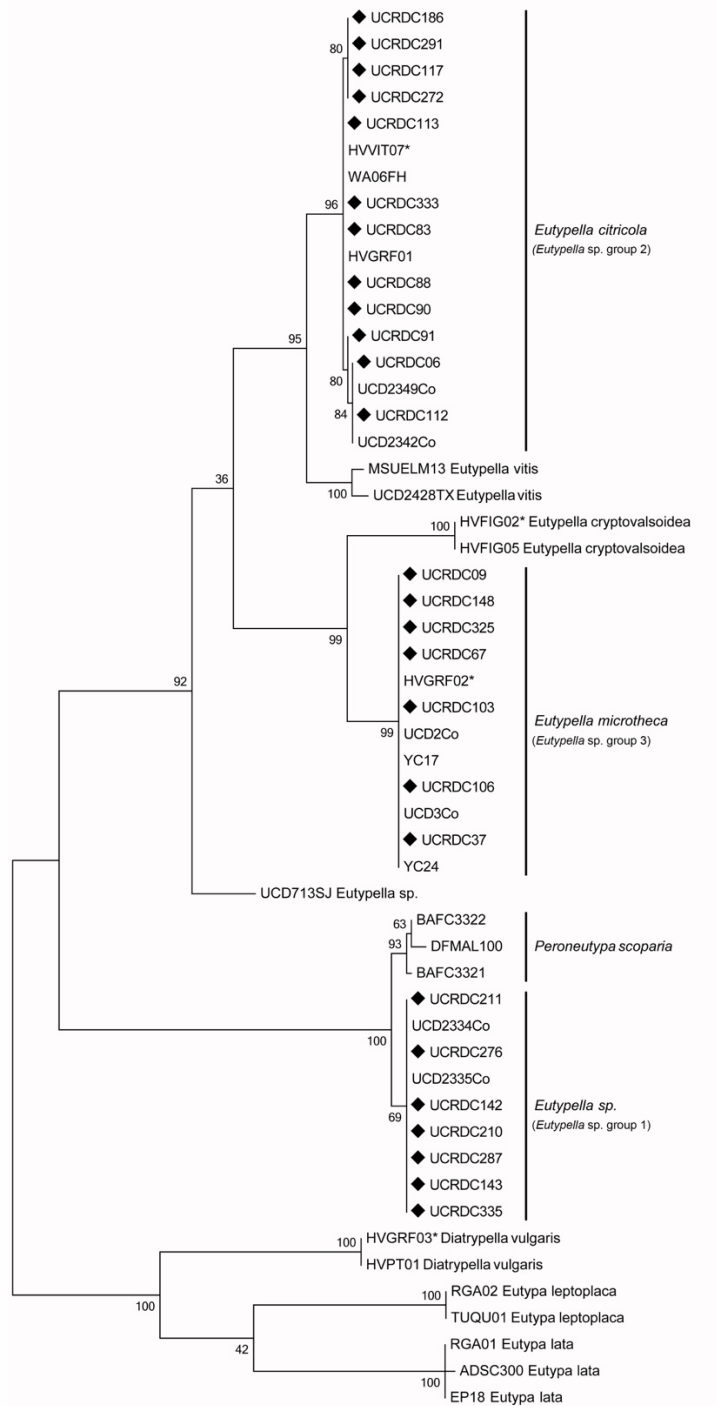 80
◆ UCRDC186
◆ UCRDC291
◆ UCRDC117
◆ UCRDC272
◆ UCRDC113
HVVIT07*
WA06FH
96
◆ UCRDC333
◆ UCRDC83
Eutypella citricola
(Eutypella sp. group 2)
HVGRF01
◆ UCRDC88
◆ UCRDC90
95
◆ UCRDC91
◆ UCRDC06
80
UCD2349Co
84
◆ UCRDC112
UCD2342Co
MSUELM13 Eutypella vitis
36
100
UCD2428TX Eutypella vitis
100
HVFIG02* Eutypella cryptovalsoidea
HVFIG05 Eutypella cryptovalsoidea
◆ UCRDC09
◆ UCRDC148
◆ UCRDC325
99
◆ UCRDC67
92
HVGRF02*
◆ UCRDC103
99
UCD2Co
Eutypella microtheca
(Eutypella sp. group 3)
YC17
◆ UCRDC106
UCD3Co
◆ UCRDC37
YC24
UCD713SJ Eutypella sp.
63
BAFC3322
93
DFMAL100
Peroneutypa scoparia
BAFC3321
◆ UCRDC211
UCD2334Co
100
◆ UCRDC276
UCD2335Co
◆ UCRDC142
Eutypella sp.
(Eutypella sp. group 1)
69
◆ UCRDC210
◆ UCRDC287
◆ UCRDC143
◆ UCRDC335
100
HVGRF03* Diatrypella vulgaris
HVPT01 Diatrypella vulgaris
100
100
RGA02 Eutypa leptoplaca
TUQU01 Eutypa leptoplaca
42
RGA01 Eutypa lata
ADSC300 Eutypa lata
100
EP18 Eutypa lata